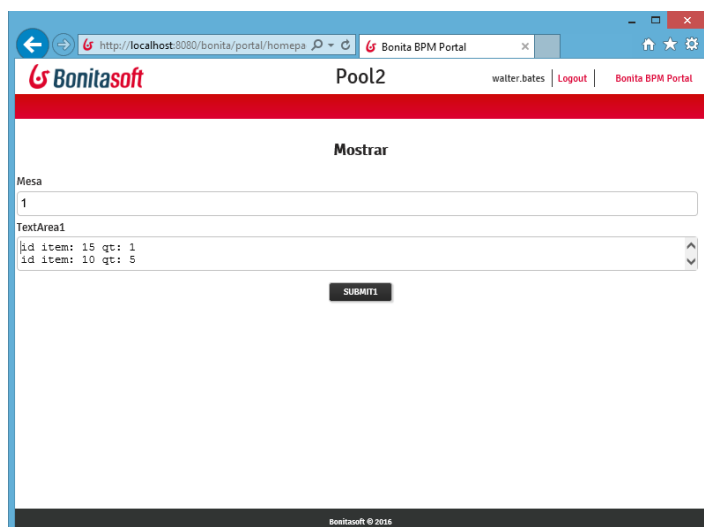 http://localhost:8080/bonita/portal/homepa
Bonita BPM Portal
Bonitasoft
Pool2
walter.bates
Logout
Bonita BPM Portal
Mostrar
Mesa
1
TextArea1
id item: 15 qt: 1
id item: 10 qt: 5
SUBMIT1
Bonitasoft © 2016